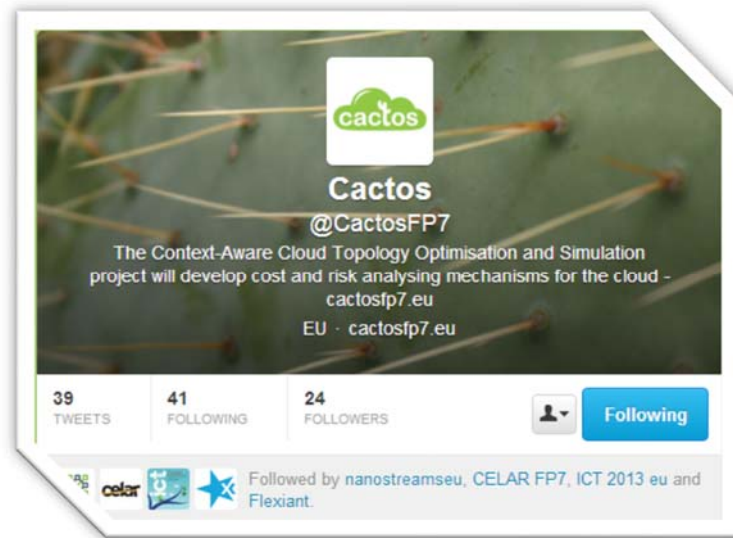 cactos
Cactos
@CactosFP7
The Context-Aware Cloud Topology Optimisation and Simulation
project will develop cost and risk analysing mechanisms for the cloud -
cactosfp7.eu
EU · cactosfp7.eu
39
TWEETS
41
FOLLOWING
24
FOLLOWERS
Following
celar
ict
X
Followed by nanostreamseu, CELAR FP7, ICT 2013 eu and
Flexiant.